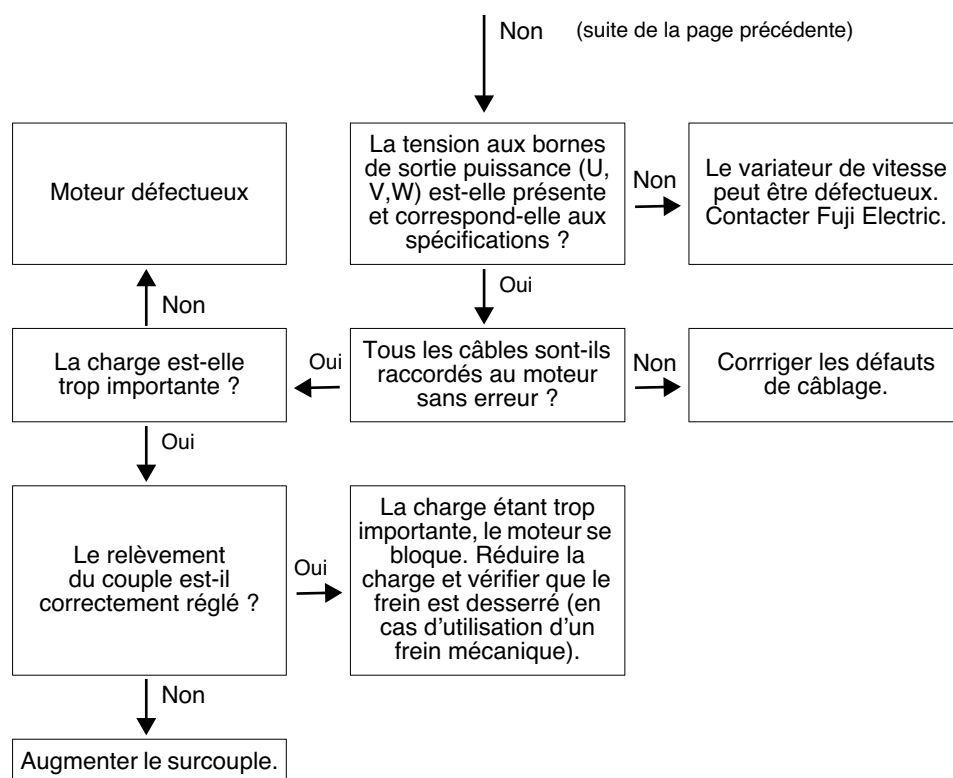 Non (suite de la page précédente)
Moteur défectueux
La tension aux bornes
de sortie puissance (U,
V,W) est-elle présente
et correspond-elle aux
spécifications ?
Non
Le variateur de vitesse
peut être défectueux.
Contacter Fuji Electric.
Non
Oui
La charge est-elle
trop importante ?
Oui
Tous les câbles sont-ils
raccordés au moteur
sans erreur ?
Non
Corrriger les défauts
de câblage.
Oui
Le relèvement
du couple est-il
correctement réglé ?
Oui
La charge étant trop
importante, le moteur se
bloque. Réduire la
charge et vérifier que le
frein est desserré (en
cas d'utilisation d'un
frein mécanique).
Non
Augmenter le surcouple.